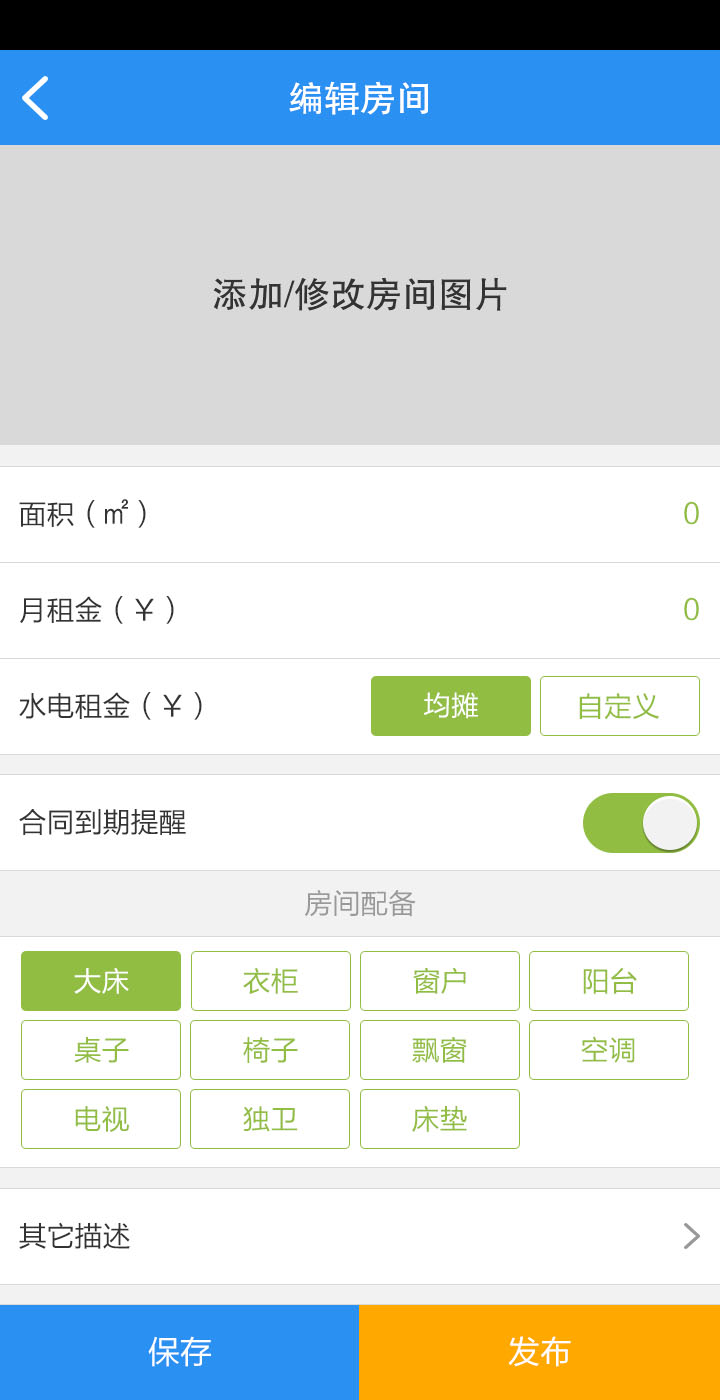 编辑房间
添加/修改房间图片
面积（㎡） 0
月租金（￥） 0
水电租金（￥） 均摊 自定义
合同到期提醒
房间配备
大床 衣柜 窗户 阳台
桌子 椅子 飘窗 空调
电视 独卫 床垫
其它描述
保存 发布